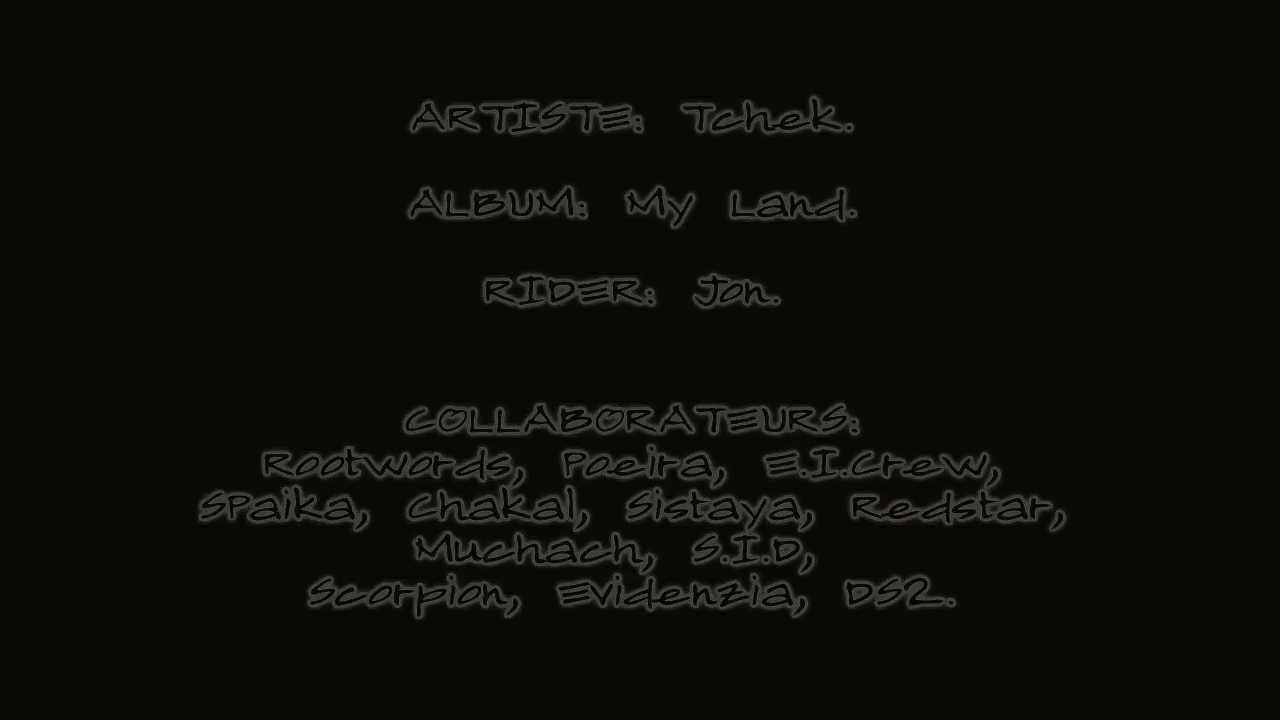 ARTISTE: Tchek.
ALBUM: My Land.
RIDER: Jon.
COLLABORATEURS:
Rootwords, Poeira, E.I.Crew,
SPaika, Chakal, Sistaya, Redstar,
Muchach, S.I.D,
Scorpion, Evidenzia, DS2.